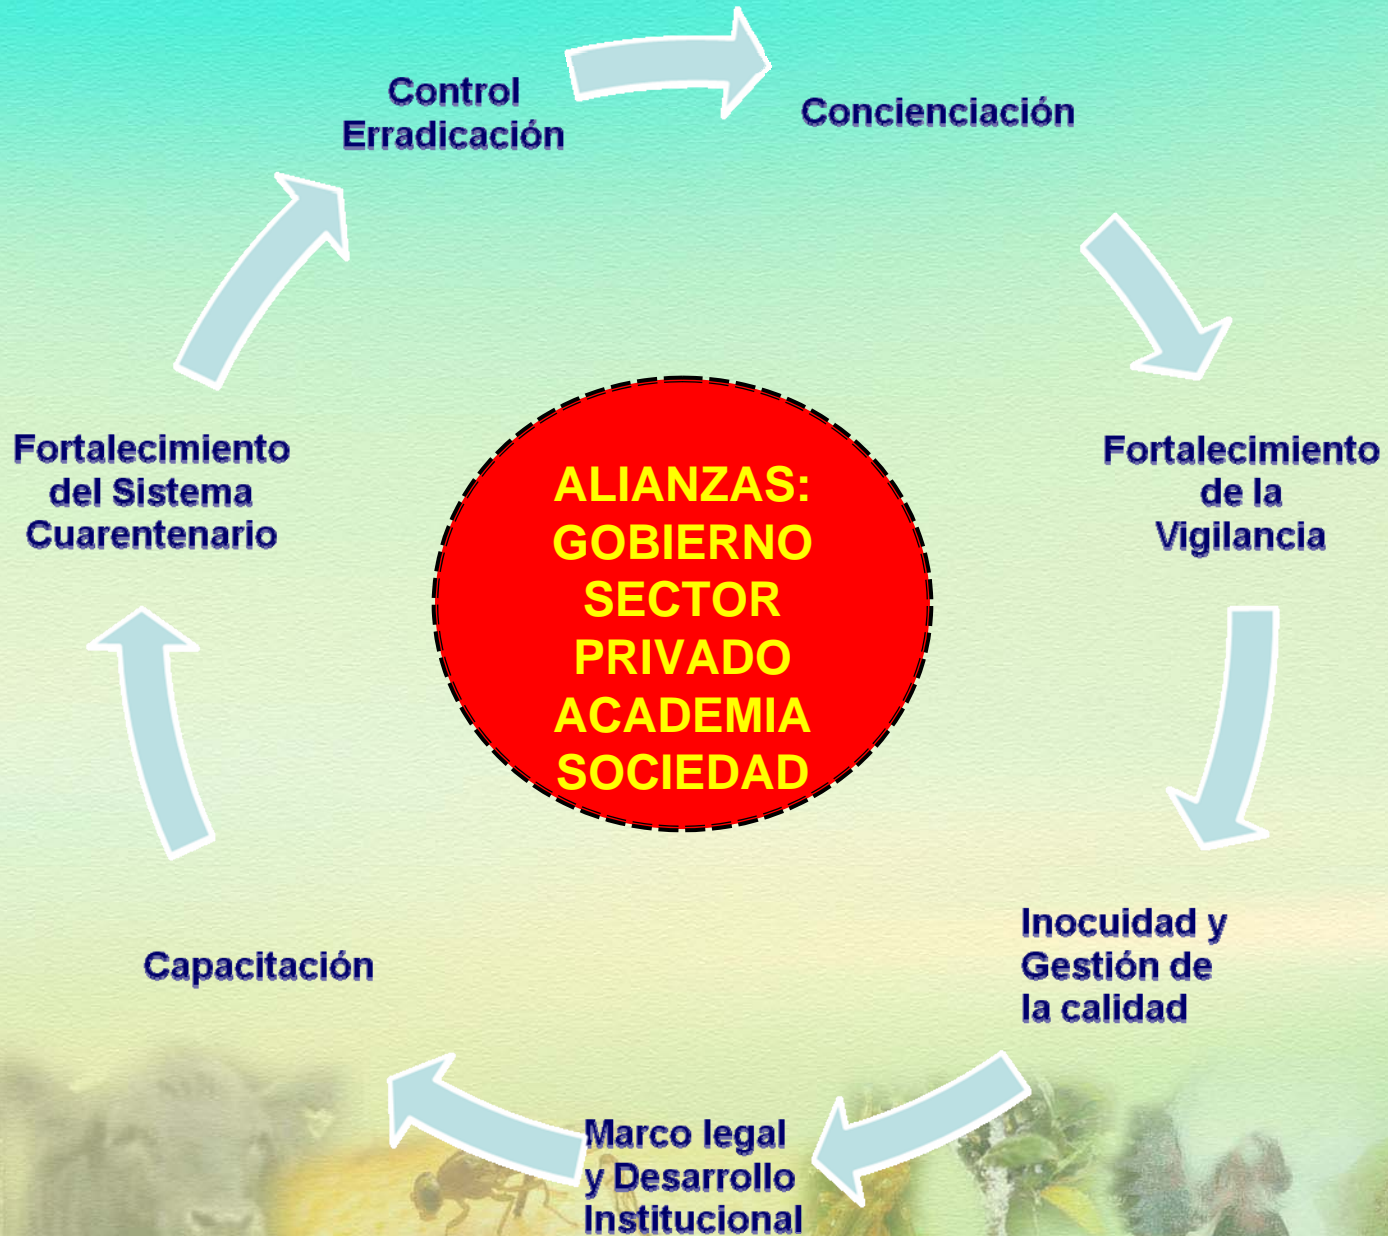 Control
Erradicación
Concienciación
Fortalecimiento
de la
Vigilancia
Inocuidad y
Gestión de
la calidad
Marco legal
y Desarrollo
Institucional
Capacitación
Fortalecimiento
del Sistema
Cuarentenario
ALIANZAS:
GOBIERNO
SECTOR
PRIVADO
ACADEMIA
SOCIEDAD